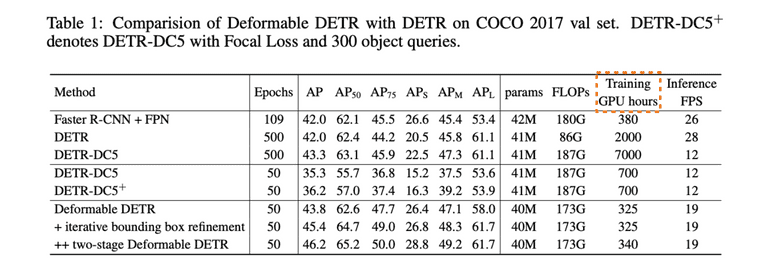 Table 1: Comparision of Deformable DETR with DETR on COCO 2017 val set. DETR-DC5+
denotes DETR-DC5 with Focal Loss and 300 object queries.
Method Epochs AP AP50 AP75 APS APM APL params FLOPs Training GPU hours Inference FPS
Faster R-CNN + FPN 109 42.0 62.1 45.5 26.6 45.4 53.4 42M 180G 380 26
DETR 500 42.0 62.4 44.2 20.5 45.8 61.1 41M 86G 2000 28
DETR-DC5 500 43.3 63.1 45.9 22.5 47.3 61.1 41M 187G 7000 12
DETR-DC5 50 35.3 55.7 36.8 15.2 37.5 53.6 41M 187G 700 12
DETR-DC5+ 50 36.2 57.0 37.4 16.3 39.2 53.9 41M 187G 700 12
Deformable DETR 50 43.8 62.6 47.7 26.4 47.1 58.0 40M 173G 325 19
+ iterative bounding box refinement 50 45.4 64.7 49.0 26.8 48.3 61.7 40M 173G 325 19
++ two-stage Deformable DETR 50 46.2 65.2 50.0 28.8 49.2 61.7 40M 173G 340 19